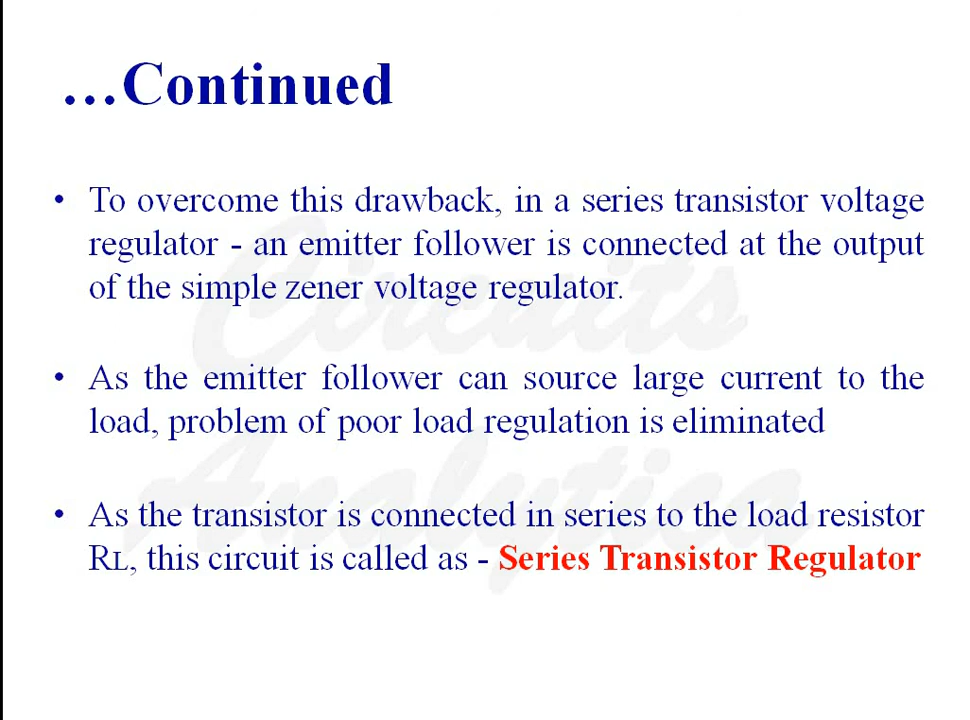 ...Continued
• To overcome this drawback, in a series transistor voltage
regulator - an emitter follower is connected at the output
of the simple zener voltage regulator.
• As the emitter follower can source large current to the
load, problem of poor load regulation is eliminated
• As the transistor is connected in series to the load resistor
RL, this circuit is called as - Series Transistor Regulator
Circuits
Analytica